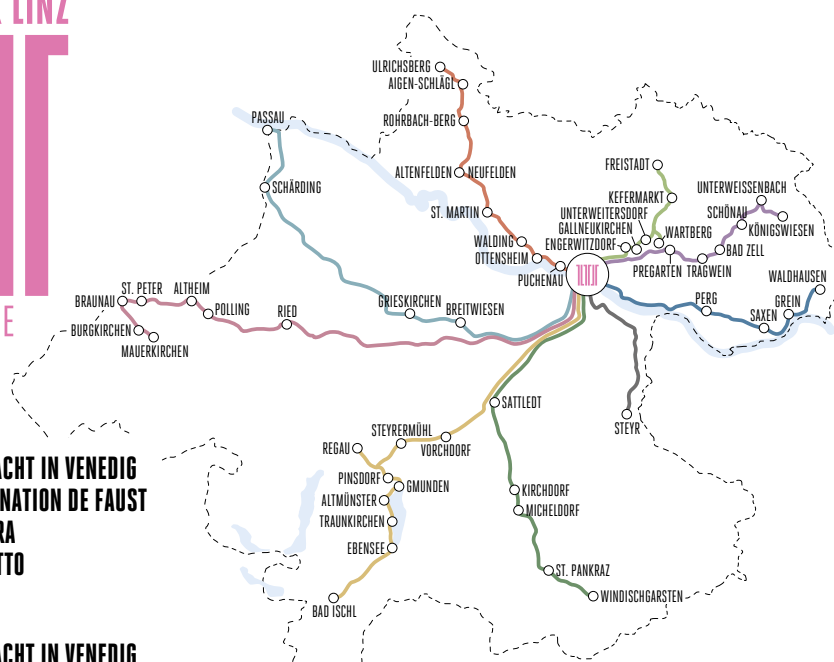 LINZ
E
ULRICHSBERG
AIGEN-SCHLÄGL
ROHRBACH-BERG
ALTENFELDEN
NEUFELDEN
ST. MARTIN
WALDING
OTTENSHEIM
PUCHENAU
PASSAU
SCHÄRDING
GRIESKIRCHEN
BREITWIESEN
FREISTADT
KEFERMARKT
UNTERWEITERSDORF
GALLNEUKIRCHEN
ENGERWITZDORF
WARTBERG
PREGARTEN
TRAGWEIN
BAD ZELL
SCHÖNAU
UNTERWEISSENBACH
KÖNIGSWIESEN
WALDHAUSEN
GREIN
SAXEN
PERG
STEYR
BRAUNAU
ST. PETER
ALTHEIM
POLLING
RIED
BURGKIRCHEN
MAUERKIRCHEN
SATTLEDT
STEYRERMÜHL
VORCHDORF
REGAU
PINSDORF
GMUNDEN
ALTMÜNSTER
TRAUNKIRCHEN
EBENSEE
BAD ISCHL
KIRCHDORF
MICHELDORF
ST. PANKRAZ
WINDISCHGARSTEN
ACHT IN VENEDIG
NATION DE FAUST
RA
TTO
ACHT IN VENEDIG